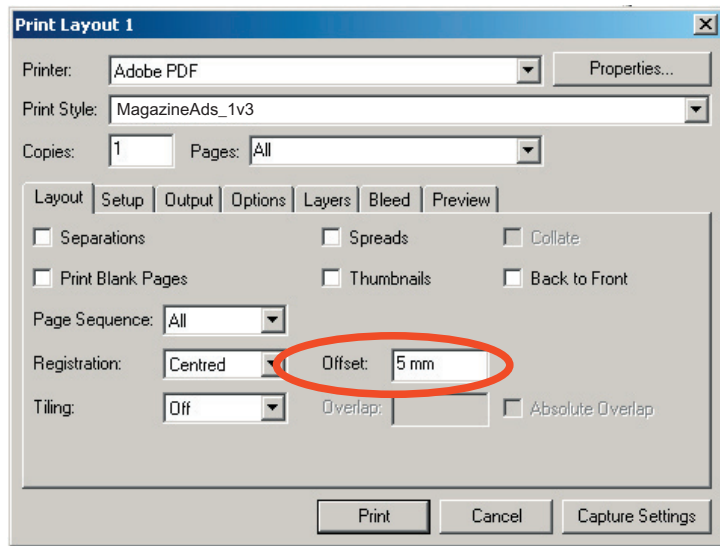 Print Layout 1
Printer: Adobe PDF Properties...
Print Style: MagazineAds_1v3
Copies: 1 Pages: All
Layout Setup Output Options Layers Bleed Preview
Separations Spreads Collate
Print Blank Pages Thumbnails Back to Front
Page Sequence: All
Registration: Centred Offset: 5 mm
Tiling: Off Overlap: Absolute Overlap
Print Cancel Capture Settings